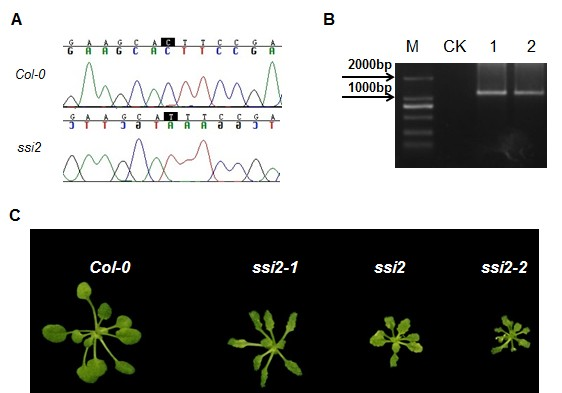 A
G A A G C A C T T C C G A
G A A G C A C T T C C G A
Col-0
G A A G C A T T T C C G A
C T T C G T A A A G G C T
ssi2
B
M CK 1 2
2000bp
1000bp
C
Col-0 ssi2-1 ssi2 ssi2-2